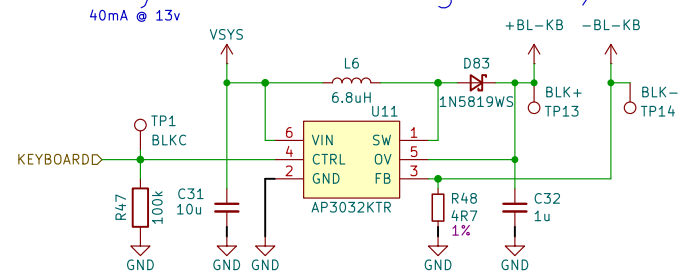 40mA @ 13v
VSYS
+BL-KB
-BL-KB
L6
6.8uH
D83
1N5819WS
BLK+
TP13
BLK-
TP14
TP1
BLKC
U11
6 VIN SW 1
KEYBOARD 4 CTRL OV 5
2 GND FB 3
AP3032KTR
R47
100k
C31
10u
R48
4R7
1%
C32
1u
GND
GND
GND
GND
GND